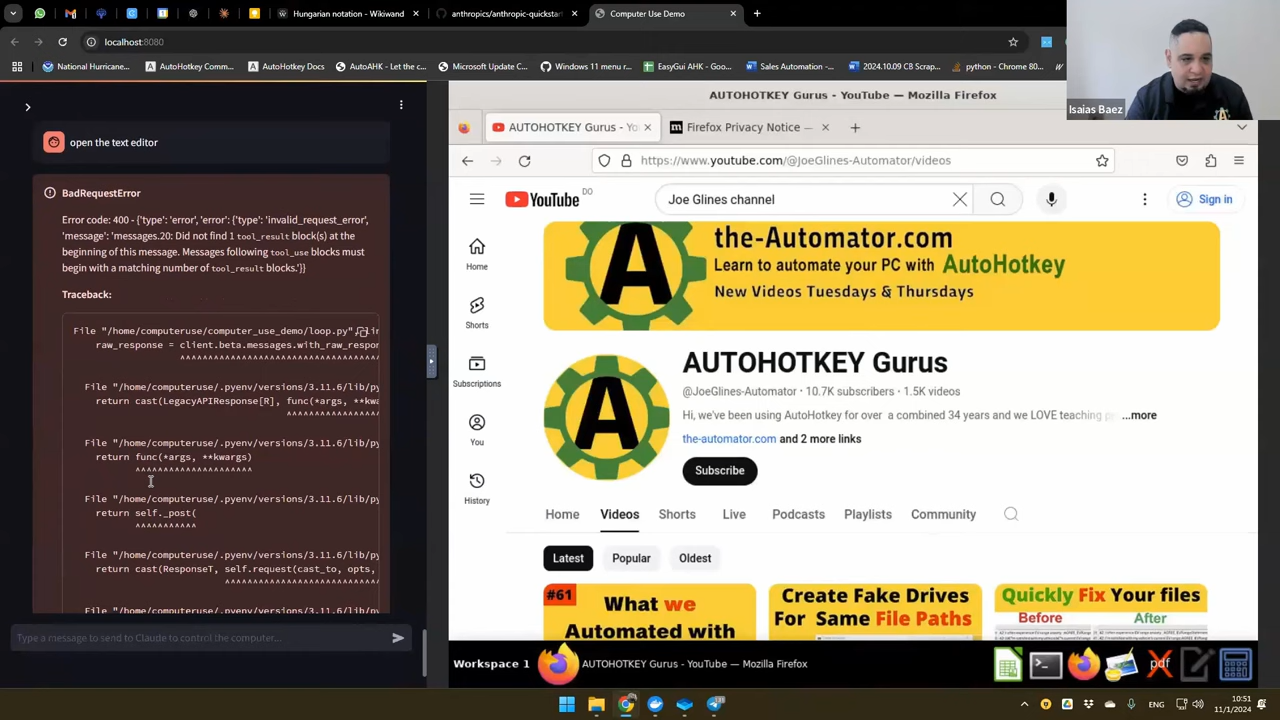 Hungarian notation - Wikiwand
anthropics/anthropic-quickstart
Computer Use Demo
localhost:8080
National Hurricane...
AutoHotkey Comm...
AutoHotkey Docs
AutoAHK - Let the c...
Microsoft Update C...
Windows 11 menu r...
EasyGui AHK - Goo...
Sales Automation -...
2024.10.09 CB Scrap...
python - Chrome 80...
Isaias Baez
open the text editor
BadRequestError
Error code: 400 - {'type': 'error', 'error': {'type': 'invalid_request_error',
'message': 'messages.20: Did not find 1 tool_result block(s) at the
beginning of this message. Messages following tool_use blocks must
begin with a matching number of tool_result blocks.'}}
Traceback:
File "/home/computeruse/computer_use_demo/loop.py", lin
raw_response = client.beta.messages.with_raw_respon
^^^^^^^^^^^^^^^^^^^^^^^^^^^^^^^^^^^^
File "/home/computeruse/.pyenv/versions/3.11.6/lib/py
return cast(LegacyAPIResponse[R], func(*args, **kwa
^^^^^^^^^^^^^^^^^
File "/home/computeruse/.pyenv/versions/3.11.6/lib/py
return func(*args, **kwargs)
^^^^^^^^^^^^^^^^^^^^^
File "/home/computeruse/.pyenv/versions/3.11.6/lib/py
return self._post(
^^^^^^^^^^^
File "/home/computeruse/.pyenv/versions/3.11.6/lib/py
return cast(ResponseT, self.request(cast_to, opts,
^^^^^^^^^^^^^^^^^^^^^^^^^^^
File "/home/computeruse/.pyenv/versions/3.11.6/lib/py
Type a message to send to Claude to control the computer...
AUTOHOTKEY Gurus - YouTube — Mozilla Firefox
AUTOHOTKEY Gurus - Yo
Firefox Privacy Notice —
https://www.youtube.com/@JoeGlines-Automator/videos
YouTube
DO
Joe Glines channel
Sign in
Home
Shorts
Subscriptions
You
History
A
the-Automator.com
Learn to automate your PC with AutoHotkey
New Videos Tuesdays & Thursdays
A
AUTOHOTKEY Gurus
@JoeGlines-Automator · 10.7K subscribers · 1.5K videos
Hi, we've been using AutoHotkey for over a combined 34 years and we LOVE teaching ...more
the-automator.com and 2 more links
Subscribe
Home
Videos
Shorts
Live
Podcasts
Playlists
Community
Latest
Popular
Oldest
#61
What we
Automated with
Create Fake Drives
For Same File Paths
Quickly Fix Your files
Before
After
Workspace 1
AUTOHOTKEY Gurus - YouTube — Mozilla Firefox
pdf
ENG
10:51
11/1/2024